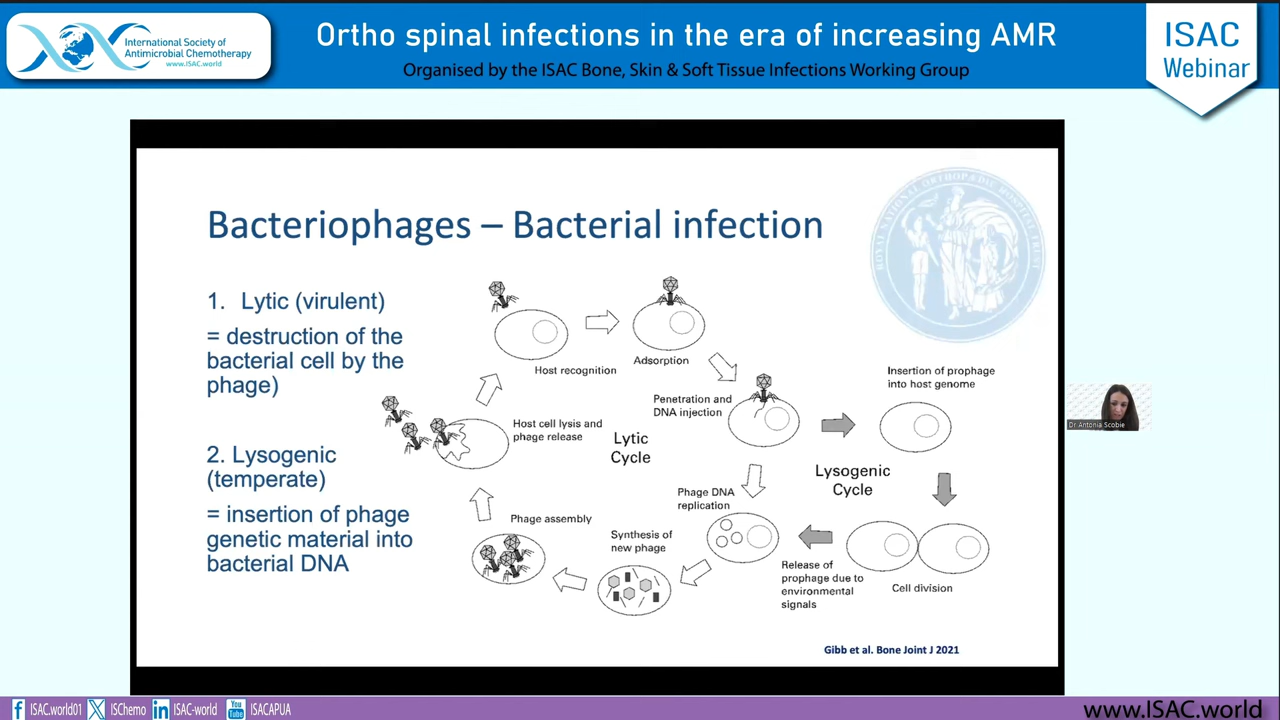 International Society of
Antimicrobial Chemotherapy
www.ISAC.world
Ortho spinal infections in the era of increasing AMR
Organised by the ISAC Bone, Skin & Soft Tissue Infections Working Group
ISAC
Webinar
Bacteriophages – Bacterial infection
1. Lytic (virulent)
= destruction of the
bacterial cell by the
phage)
2. Lysogenic
(temperate)
= insertion of phage
genetic material into
bacterial DNA
Host recognition
Adsorption
Penetration and
DNA injection
Insertion of prophage
into host genome
Host cell lysis and
phage release
Lytic
Cycle
Lysogenic
Cycle
Phage DNA
replication
Phage assembly
Synthesis of
new phage
Release of
prophage due to
environmental
signals
Cell division
Gibb et al. Bone Joint J 2021
Dr Antonia Scobie
ISAC.world01
ISChemo
ISAC-world
ISACAPUA
www.ISAC.world